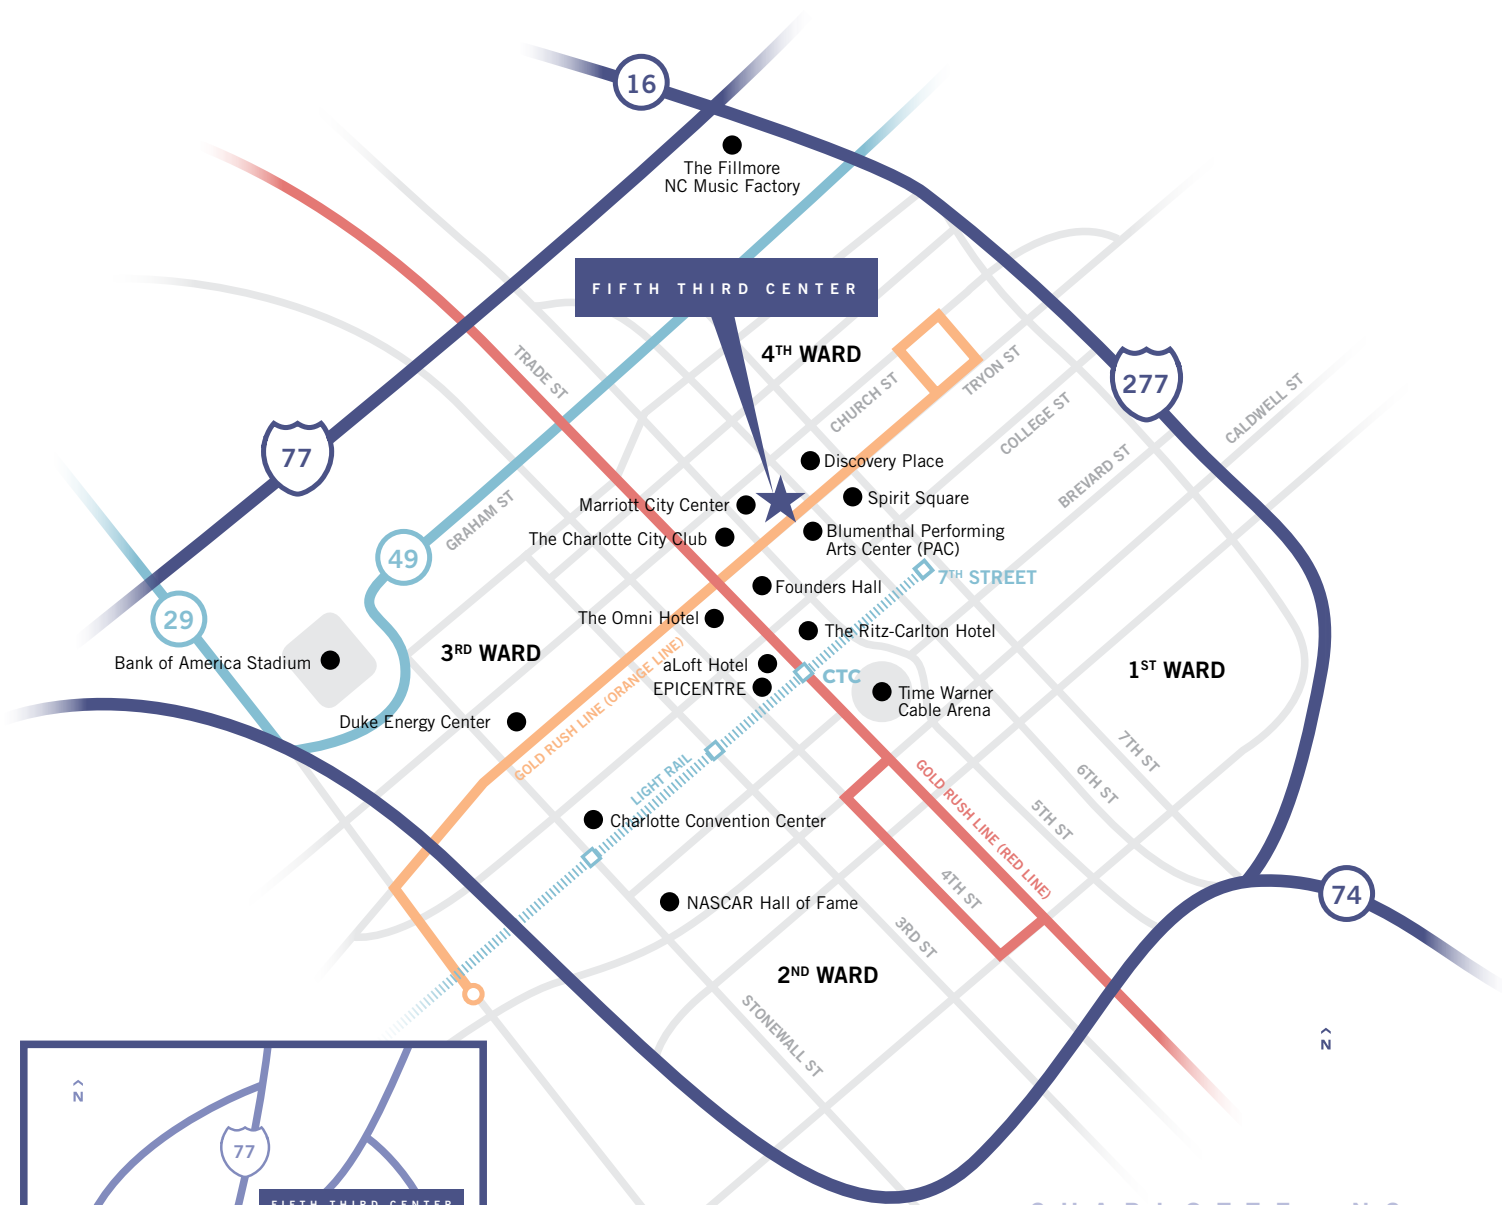 16
The Fillmore
NC Music Factory
FIFTH THIRD CENTER
4TH WARD
TRADE ST
CHURCH ST
TRYON ST
277
COLLEGE ST
CALDWELL ST
BREVARD ST
77
Discovery Place
Marriott City Center
Spirit Square
GRAHAM ST
The Charlotte City Club
Blumenthal Performing
Arts Center (PAC)
49
7TH STREET
Founders Hall
29
The Omni Hotel
The Ritz-Carlton Hotel
Bank of America Stadium
3RD WARD
aLoft Hotel
EPICENTRE
CTC
1ST WARD
Time Warner
Cable Arena
GOLD RUSH LINE (ORANGE LINE)
Duke Energy Center
LIGHT RAIL
7TH ST
6TH ST
5TH ST
GOLD RUSH LINE (RED LINE)
Charlotte Convention Center
4TH ST
74
NASCAR Hall of Fame
3RD ST
2ND WARD
STONEWALL ST
N
N
77
FIFTH THIRD CENTER